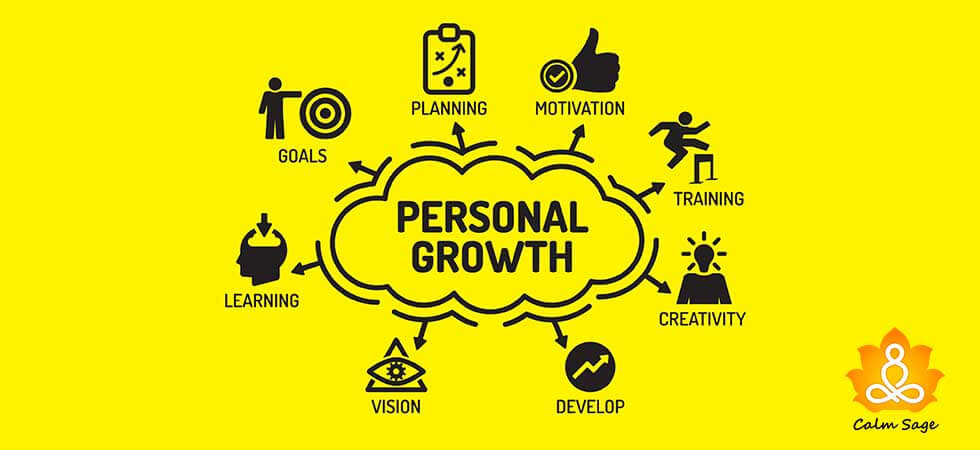 PLANNING
MOTIVATION
GOALS
TRAINING
PERSONAL
GROWTH
LEARNING
CREATIVITY
VISION
DEVELOP
Calm Sage